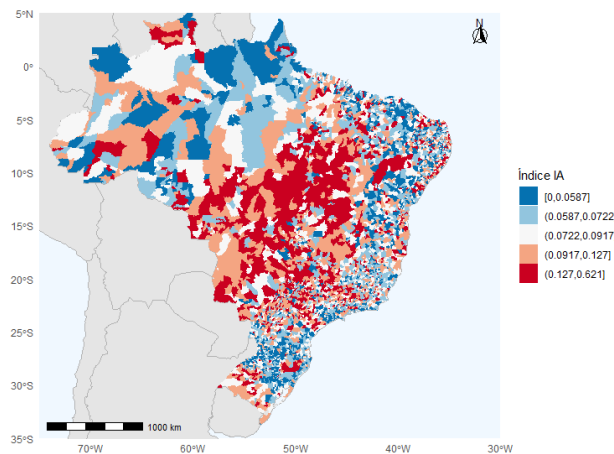 5°N
0°
5°S
10°S
15°S
20°S
25°S
30°S
35°S
N
Índice IA
[0,0.0587]
(0.0587,0.0722
(0.0722,0.0917
(0.0917,0.127]
(0.127,0.621]
1000 km
70°W 60°W 50°W 40°W 30°W